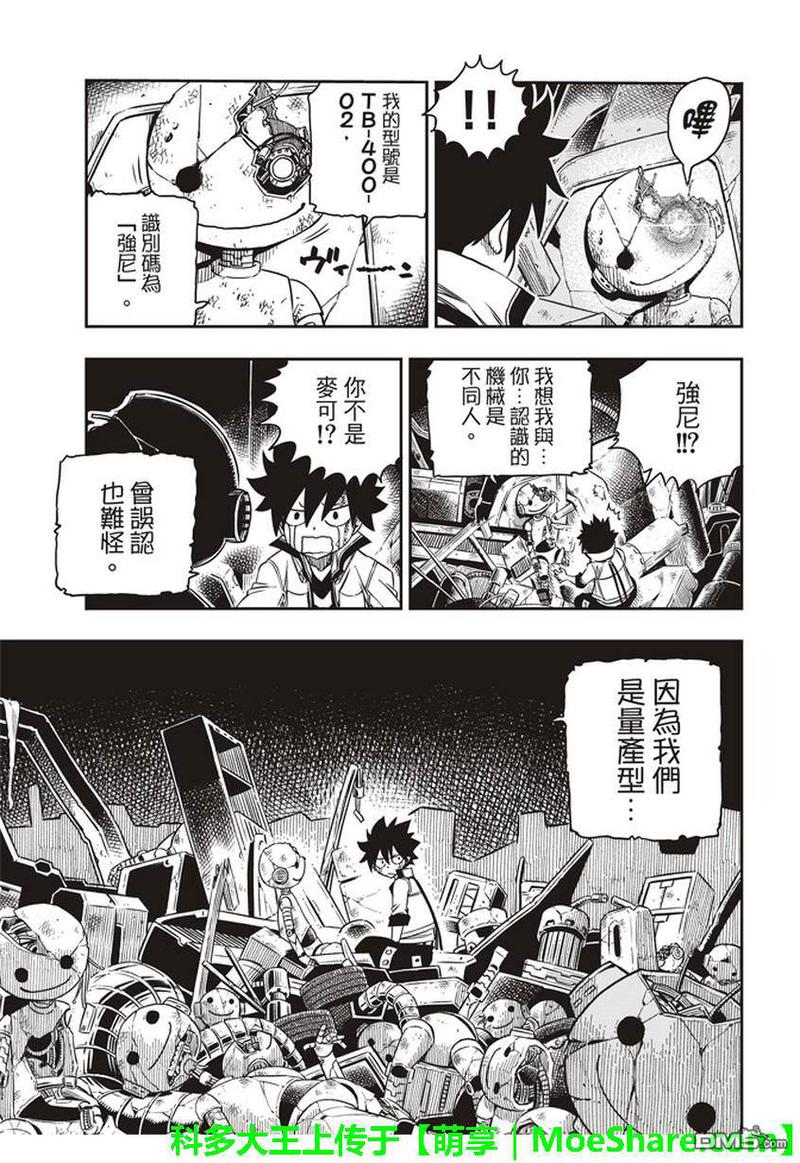 嗶
!!
我的型號是
TB-400-
02.
識別碼為
「強尼」。
ヴィーーン
強尼!!?
我想我與…
你…認識的
機械是
不同人。
你不是
麥可!?
會誤認
也難怪。
因為我們
是量產型…
科多大王上传于【萌享｜MoeShare.com】